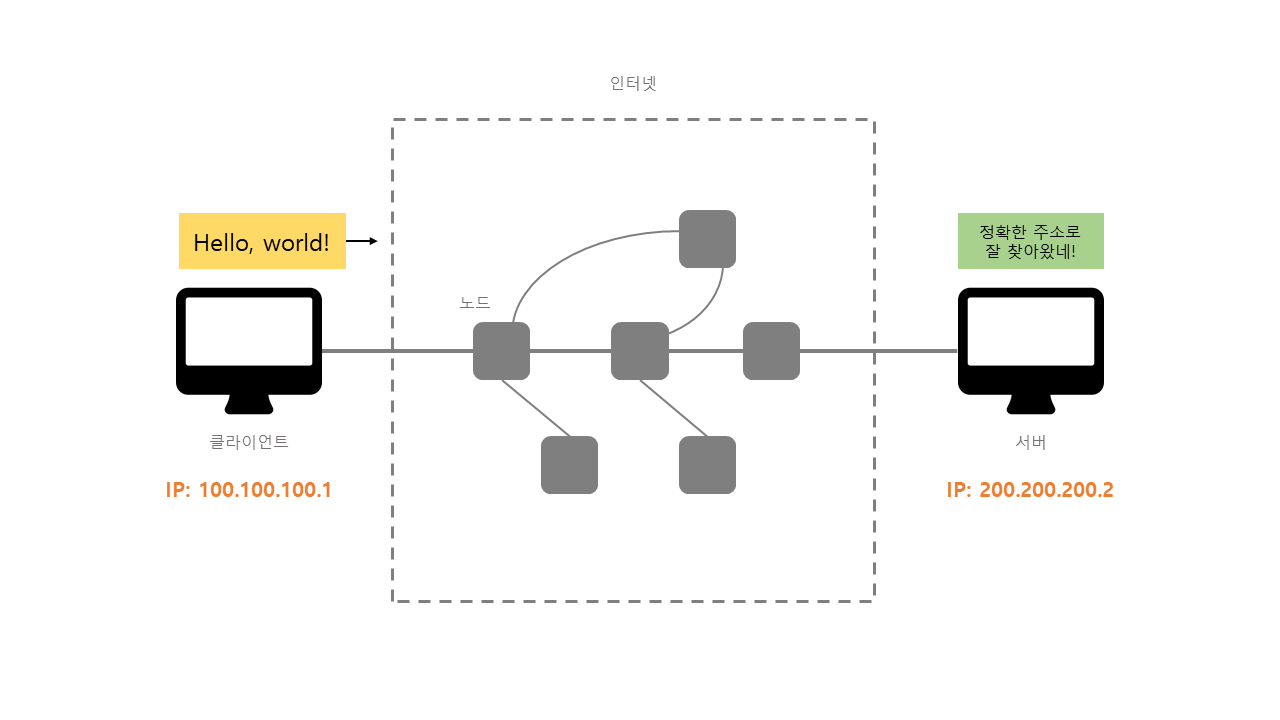 인터넷
Hello, world!
정확한 주소로
잘 찾아왔네!
노드
클라이언트
서버
IP: 100.100.100.1
IP: 200.200.200.2